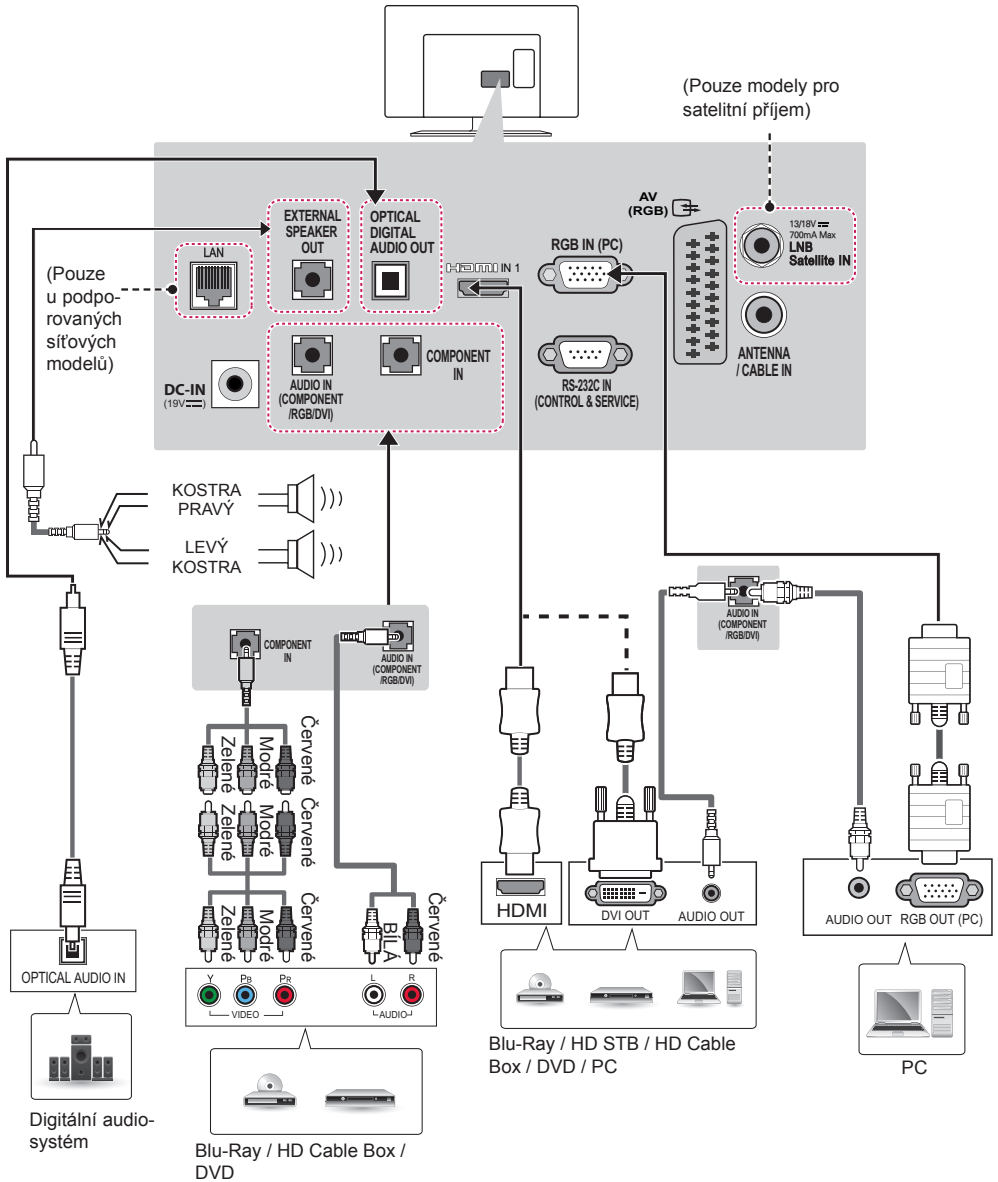 (Pouze modely pro
satelitní příjem)
EXTERNAL
SPEAKER
OUT
OPTICAL
DIGITAL
AUDIO OUT
HDMI IN 1
RGB IN (PC)
AV
(RGB)
13/18V
700mA Max
LNB
Satellite IN
LAN
(Pouze
u podpo-
rovaných
síťových
modelů)
DC-IN
(19V)
AUDIO IN
(COMPONENT
/RGB/DVI)
COMPONENT
IN
RS-232C IN
(CONTROL & SERVICE)
ANTENNA
/ CABLE IN
KOSTRA
PRAVÝ
LEVÝ
KOSTRA
COMPONENT
IN
AUDIO IN
(COMPONENT
/RGB/DVI)
AUDIO IN
(COMPONENT
/RGB/DVI)
Zelené
Modré
Červené
Zelené
Modré
Červené
Zelené
Modré
Červené
BÍLÁ
Červené
Y PB PR
VIDEO
L R
AUDIO
HDMI
DVI OUT
AUDIO OUT
AUDIO OUT
RGB OUT (PC)
OPTICAL AUDIO IN
Digitální audio-
systém
Blu-Ray / HD Cable Box /
DVD
Blu-Ray / HD STB / HD Cable
Box / DVD / PC
PC